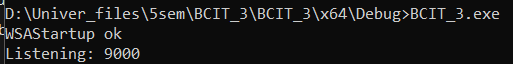 D:\Univer_files\5sem\BCIT_3\BCIT_3\x64\Debug>BCIT_3.exe
WSAStartup ok
Listening: 9000